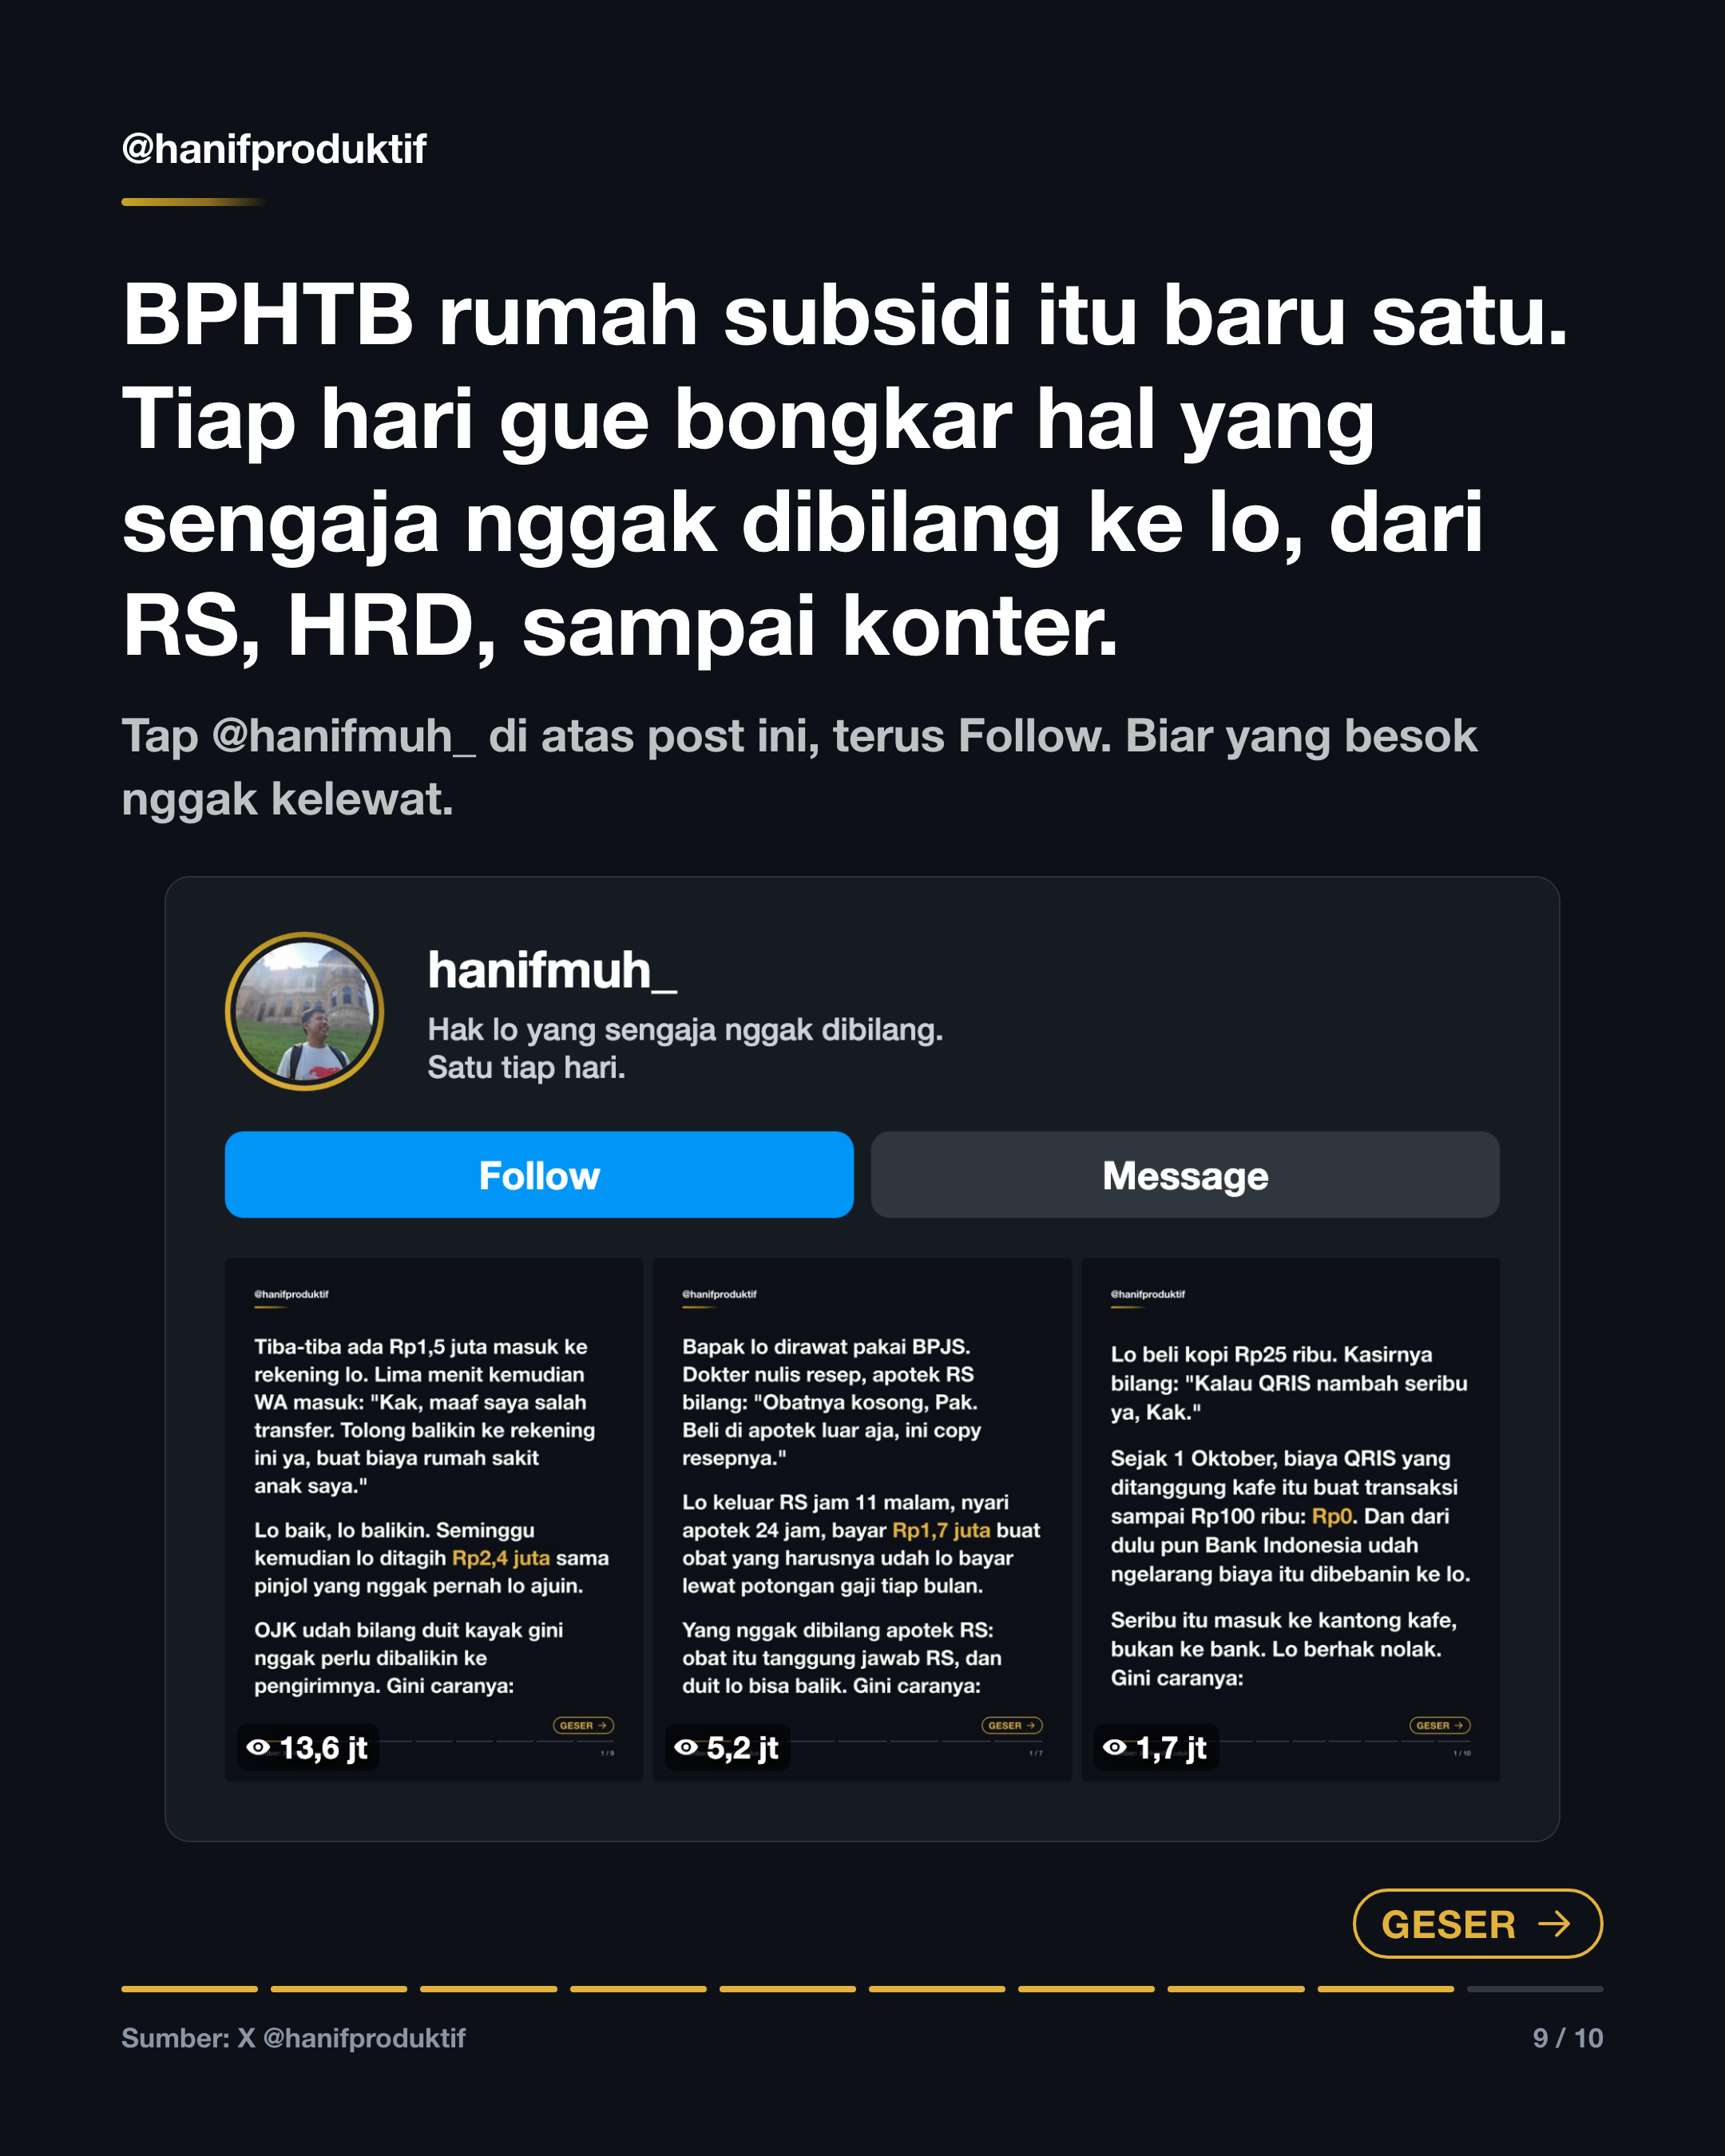 @hanifproduktif
BPHTB rumah subsidi itu baru satu.
Tiap hari gue bongkar hal yang
sengaja nggak dibilang ke lo, dari
RS, HRD, sampai konter.
Tap @hanifmuh_ di atas post ini, terus Follow. Biar yang besok
nggak kelewat.
hanifmuh_
Hak lo yang sengaja nggak dibilang.
Satu tiap hari.
Follow
Message
@hanifproduktif
Tiba-tiba ada Rp1,5 juta masuk ke
rekening lo. Lima menit kemudian
WA masuk: "Kak, maaf saya salah
transfer. Tolong balikin ke rekening
ini ya, buat biaya rumah sakit
anak saya."
Lo baik, lo balikin. Seminggu
kemudian lo ditagih Rp2,4 juta sama
pinjol yang nggak pernah lo ajuin.
OJK udah bilang duit kayak gini
nggak perlu dibalikin ke
pengirimnya. Gini caranya:
GESER →
13,6 jt
@hanifproduktif
Bapak lo dirawat pakai BPJS.
Dokter nulis resep, apotek RS
bilang: "Obatnya kosong, Pak.
Beli di apotek luar aja, ini copy
resepnya."
Lo keluar RS jam 11 malam, nyari
apotek 24 jam, bayar Rp1,7 juta buat
obat yang harusnya udah lo bayar
lewat potongan gaji tiap bulan.
Yang nggak dibilang apotek RS:
obat itu tanggung jawab RS, dan
duit lo bisa balik. Gini caranya:
GESER →
5,2 jt
1 / 7
@hanifproduktif
Lo beli kopi Rp25 ribu. Kasirnya
bilang: "Kalau QRIS nambah seribu
ya, Kak."
Sejak 1 Oktober, biaya QRIS yang
ditanggung kafe itu buat transaksi
sampai Rp100 ribu: Rp0. Dan dari
dulu pun Bank Indonesia udah
ngelarang biaya itu dibebanin ke lo.
Seribu itu masuk ke kantong kafe,
bukan ke bank. Lo berhak nolak.
Gini caranya:
GESER →
1,7 jt
1 / 10
GESER →
Sumber: X @hanifproduktif
9 / 10